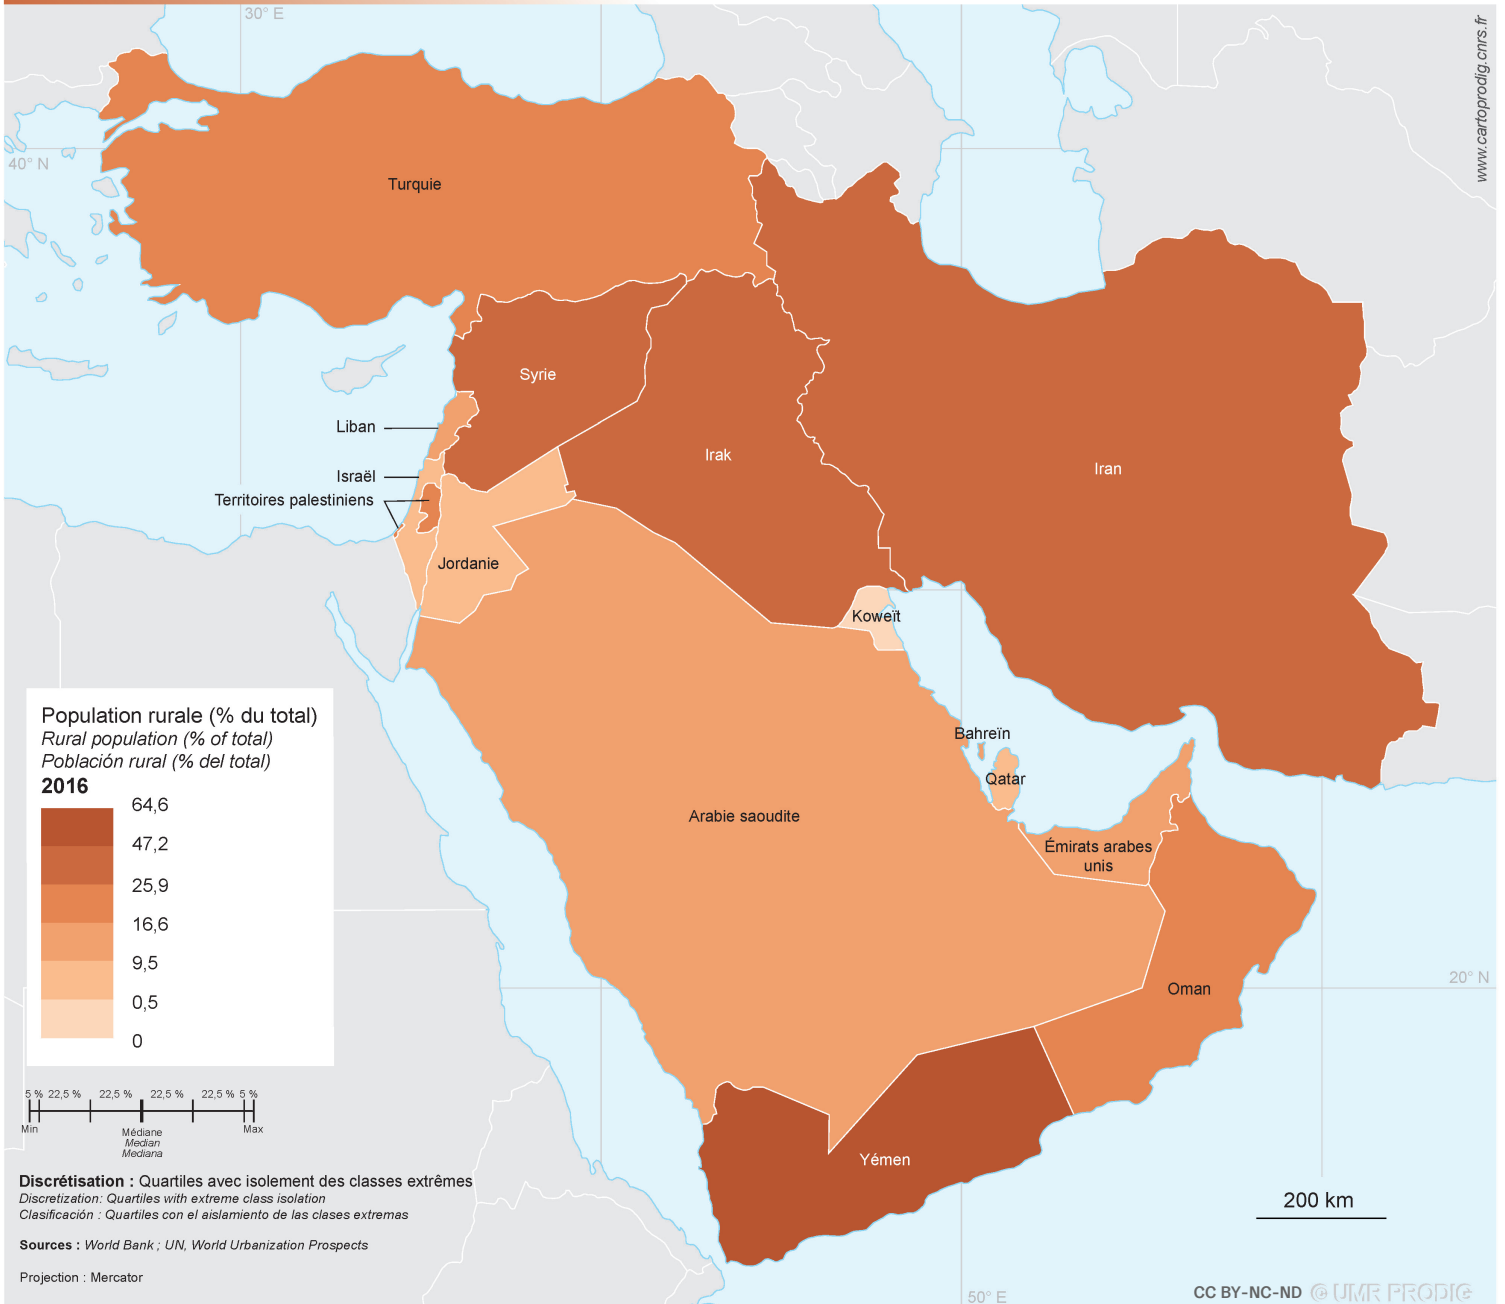 30° E
www.cartoprodig.cnrs.fr
40° N
Turquie
Syrie
Liban
Irak
Iran
Israël
Territoires palestiniens
Jordanie
Koweït
Bahreïn
Qatar
Arabie saoudite
Émirats arabes
unis
Oman
20° N
Yémen
Population rurale (% du total)
Rural population (% of total)
Población rural (% del total)
2016
64,6
47,2
25,9
16,6
9,5
0,5
0
5 % 22,5 % 22,5 % 22,5 % 22,5 % 5 %
Min Médiane Max
Median
Mediana
Discrétisation : Quartiles avec isolement des classes extrêmes
Discretization: Quartiles with extreme class isolation
Clasificación : Quartiles con el aislamiento de las clases extremas
Sources : World Bank ; UN, World Urbanization Prospects
Projection : Mercator
200 km
50° E
CC BY-NC-ND © UMR PRODIG